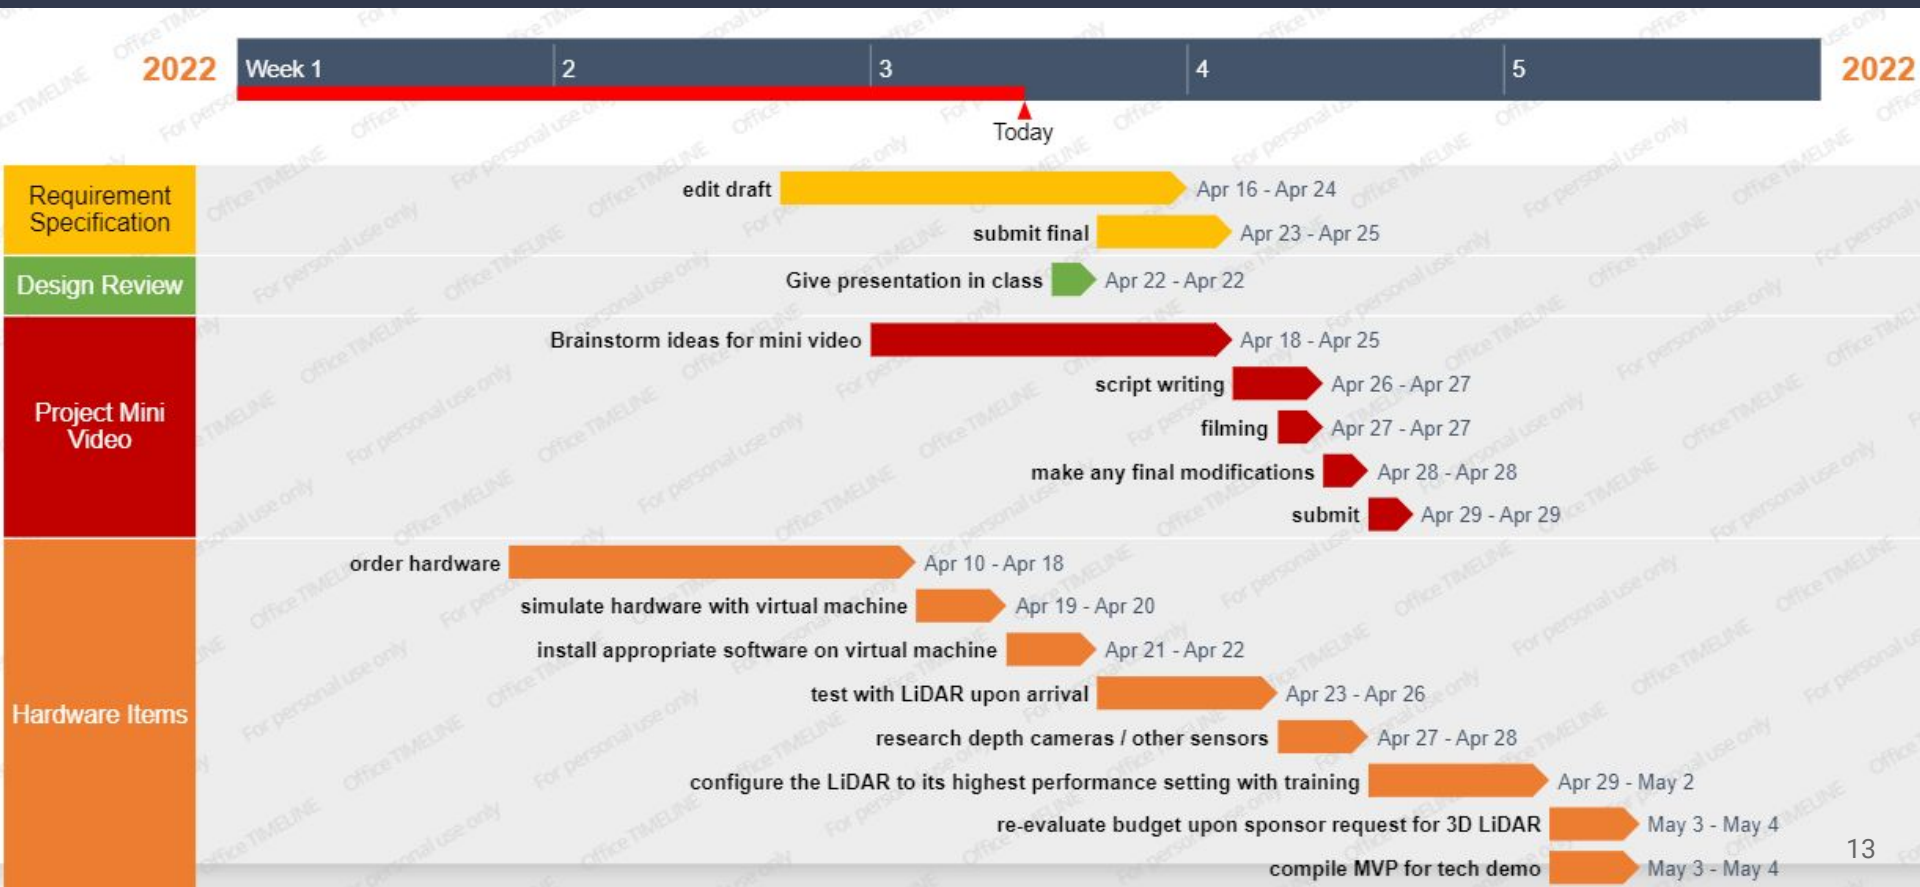 2022 Week 1 2 3 4 5 2022
Today
Requirement
Specification
edit draft Apr 16 - Apr 24
submit final Apr 23 - Apr 25
Design Review
Give presentation in class Apr 22 - Apr 22
Project Mini
Video
Brainstorm ideas for mini video Apr 18 - Apr 25
script writing Apr 26 - Apr 27
filming Apr 27 - Apr 27
make any final modifications Apr 28 - Apr 28
submit Apr 29 - Apr 29
Hardware Items
order hardware Apr 10 - Apr 18
simulate hardware with virtual machine Apr 19 - Apr 20
install appropriate software on virtual machine Apr 21 - Apr 22
test with LiDAR upon arrival Apr 23 - Apr 26
research depth cameras / other sensors Apr 27 - Apr 28
configure the LiDAR to its highest performance setting with training Apr 29 - May 2
re-evaluate budget upon sponsor request for 3D LiDAR May 3 - May 4
compile MVP for tech demo May 3 - May 4
13
Office TIMELINE
For personal use only